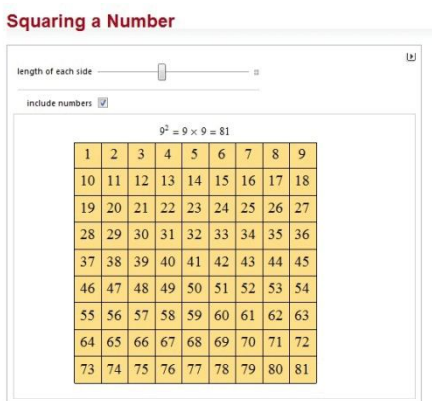 Squaring a Number
length of each side
include numbers
9² = 9 × 9 = 81
1 2 3 4 5 6 7 8 9
10 11 12 13 14 15 16 17 18
19 20 21 22 23 24 25 26 27
28 29 30 31 32 33 34 35 36
37 38 39 40 41 42 43 44 45
46 47 48 49 50 51 52 53 54
55 56 57 58 59 60 61 62 63
64 65 66 67 68 69 70 71 72
73 74 75 76 77 78 79 80 81